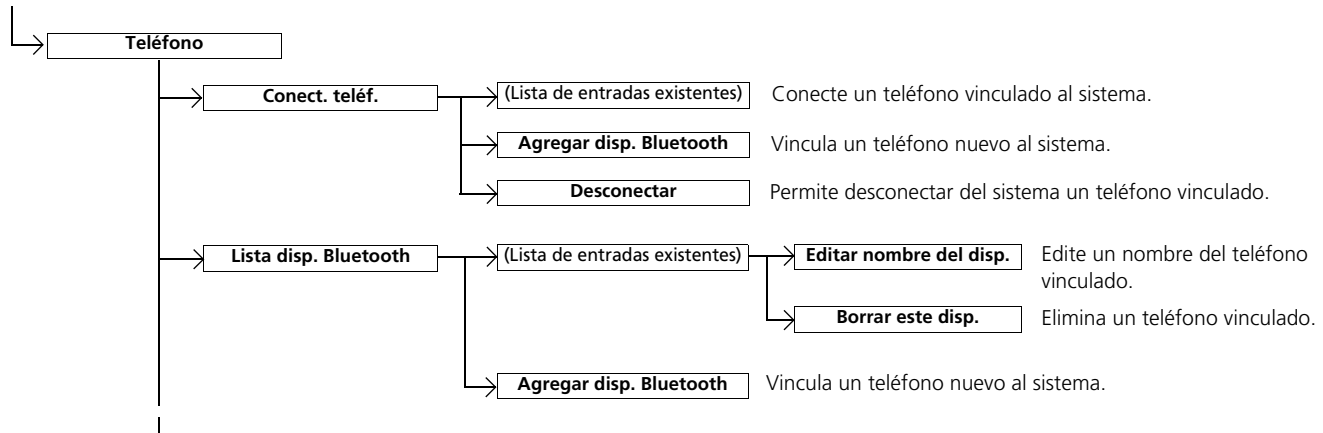 Teléfono
Conect. teléf.
(Lista de entradas existentes)
Conecte un teléfono vinculado al sistema.
Agregar disp. Bluetooth
Vincula un teléfono nuevo al sistema.
Desconectar
Permite desconectar del sistema un teléfono vinculado.
Lista disp. Bluetooth
(Lista de entradas existentes)
Editar nombre del disp.
Edite un nombre del teléfono
vinculado.
Borrar este disp.
Elimina un teléfono vinculado.
Agregar disp. Bluetooth
Vincula un teléfono nuevo al sistema.